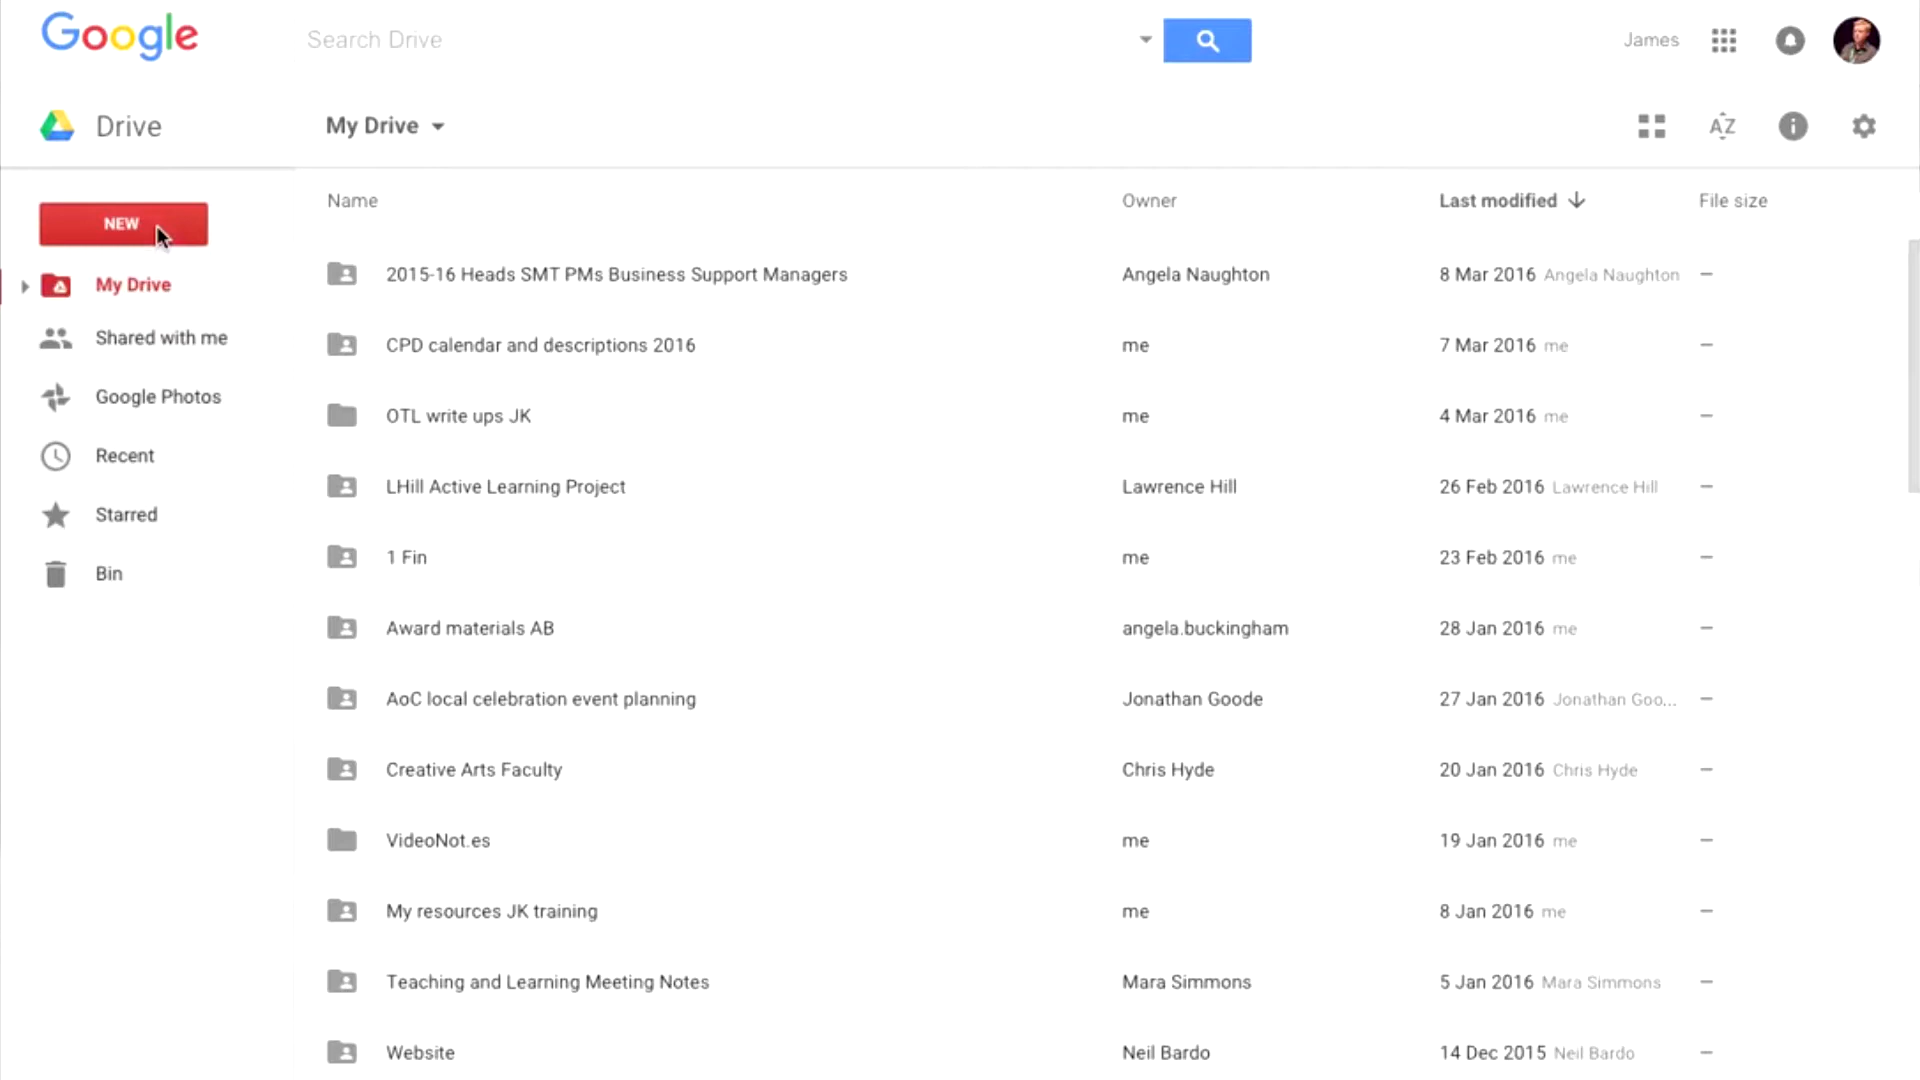 Google
Search Drive
James
Drive
My Drive
AZ
NEW
My Drive
Shared with me
Google Photos
Recent
Starred
Bin
Name Owner Last modified File size
2015-16 Heads SMT PMs Business Support Managers Angela Naughton 8 Mar 2016 Angela Naughton –
CPD calendar and descriptions 2016 me 7 Mar 2016 me –
OTL write ups JK me 4 Mar 2016 me –
LHill Active Learning Project Lawrence Hill 26 Feb 2016 Lawrence Hill –
1 Fin me 23 Feb 2016 me –
Award materials AB angela.buckingham 28 Jan 2016 me –
AoC local celebration event planning Jonathan Goode 27 Jan 2016 Jonathan Goo... –
Creative Arts Faculty Chris Hyde 20 Jan 2016 Chris Hyde –
VideoNot.es me 19 Jan 2016 me –
My resources JK training me 8 Jan 2016 me –
Teaching and Learning Meeting Notes Mara Simmons 5 Jan 2016 Mara Simmons –
Website Neil Bardo 14 Dec 2015 Neil Bardo –